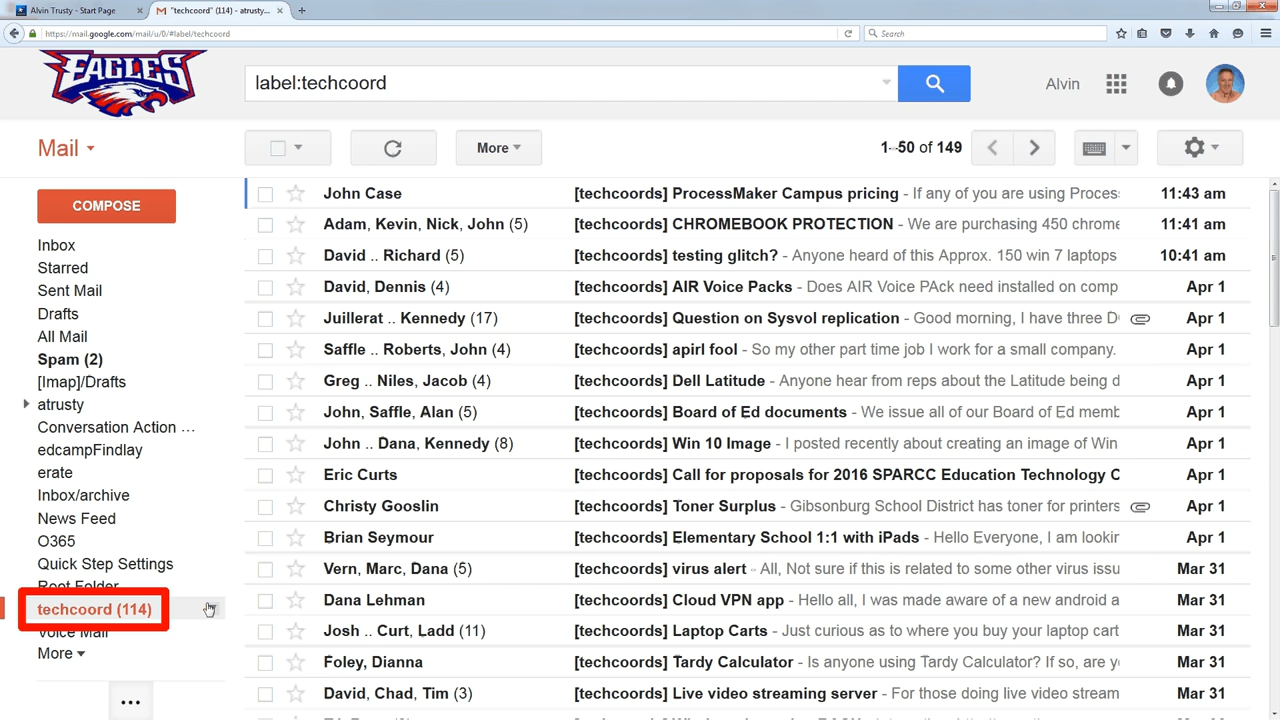 Alvin Trusty - Start Page
"techcoord" (114) - atrusty...
https://mail.google.com/mail/u/0/#label/techcoord
Search
EAGLES
label:techcoord
Alvin
Mail
More
1-50 of 149
COMPOSE
Inbox
Starred
Sent Mail
Drafts
All Mail
Spam (2)
[Imap]/Drafts
atrusty
Conversation Action ...
edcampFindlay
erate
Inbox/archive
News Feed
O365
Quick Step Settings
Root Folder
techcoord (114)
Voice Mail
More
John Case [techcoords] ProcessMaker Campus pricing - If any of you are using Proces
11:43 am
Adam, Kevin, Nick, John (5) [techcoords] CHROMEBOOK PROTECTION - We are purchasing 450 chrome
11:41 am
David .. Richard (5) [techcoords] testing glitch? - Anyone heard of this Approx. 150 win 7 laptops
10:41 am
David, Dennis (4) [techcoords] AIR Voice Packs - Does AIR Voice PAck need installed on comp
Apr 1
Juillerat .. Kennedy (17) [techcoords] Question on Sysvol replication - Good morning, I have three D
Apr 1
Saffle .. Roberts, John (4) [techcoords] apirl fool - So my other part time job I work for a small company.
Apr 1
Greg .. Niles, Jacob (4) [techcoords] Dell Latitude - Anyone hear from reps about the Latitude being d
Apr 1
John, Saffle, Alan (5) [techcoords] Board of Ed documents - We issue all of our Board of Ed memb
Apr 1
John .. Dana, Kennedy (8) [techcoords] Win 10 Image - I posted recently about creating an image of Win
Apr 1
Eric Curts [techcoords] Call for proposals for 2016 SPARCC Education Technology C
Apr 1
Christy Gooslin [techcoords] Toner Surplus - Gibsonburg School District has toner for printers
Apr 1
Brian Seymour [techcoords] Elementary School 1:1 with iPads - Hello Everyone, I am lookin
Apr 1
Vern, Marc, Dana (5) [techcoords] virus alert - All, Not sure if this is related to some other virus issu
Mar 31
Dana Lehman [techcoords] Cloud VPN app - Hello all, I was made aware of a new android a
Mar 31
Josh .. Curt, Ladd (11) [techcoords] Laptop Carts - Just curious as to where you buy your laptop cart
Mar 31
Foley, Dianna [techcoords] Tardy Calculator - Is anyone using Tardy Calculator? If so, are y
Mar 31
David, Chad, Tim (3) [techcoords] Live video streaming server - For those doing live video stream
Mar 31